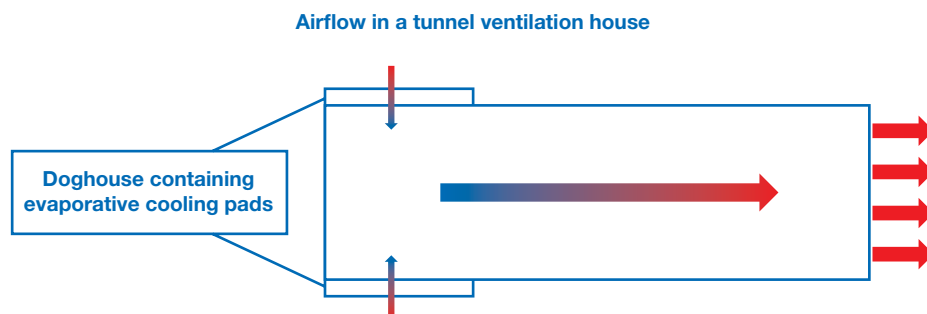 Airflow in a tunnel ventilation house
Doghouse containing
evaporative cooling pads